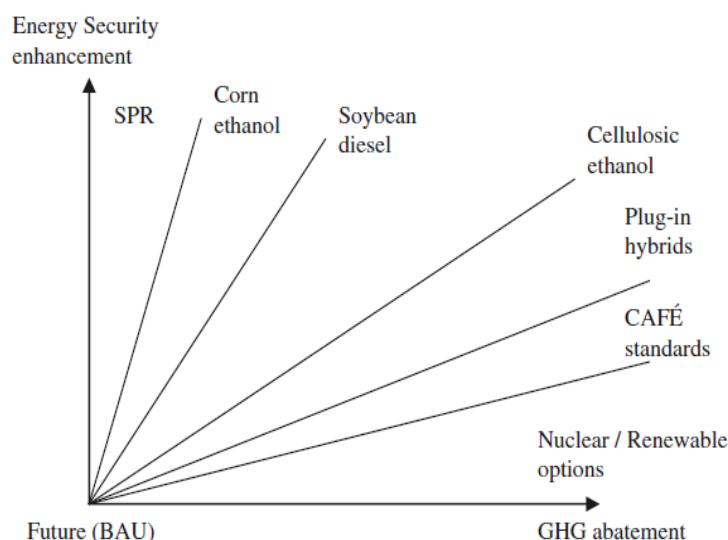 Energy Security
enhancement
SPR
Corn
ethanol
Soybean
diesel
Cellulosic
ethanol
Plug-in
hybrids
CAFÉ
standards
Nuclear / Renewable
options
Future (BAU)
GHG abatement